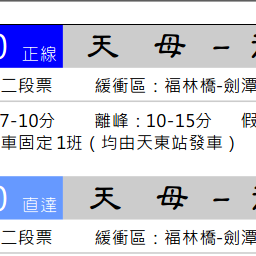 0 正線 天 母 －
二段票 緩衝區：福林橋-劍潭
7-10分 離峰：10-15分 假
車固定1班（均由天東站發車）
0 直達 天 母 －
二段票 緩衝區：福林橋-劍潭